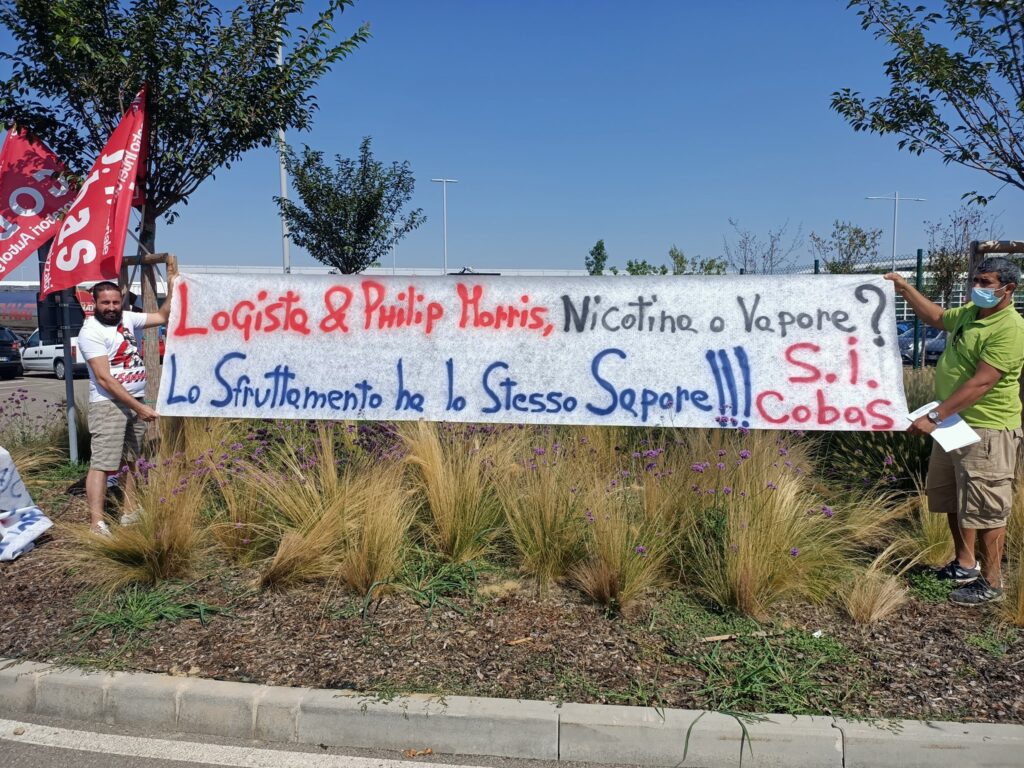 Logista & Philip Morris, Nicotina o Vapore?
Lo Sfruttamento ha lo Stesso Sapore!!!
S.I.
Cobas